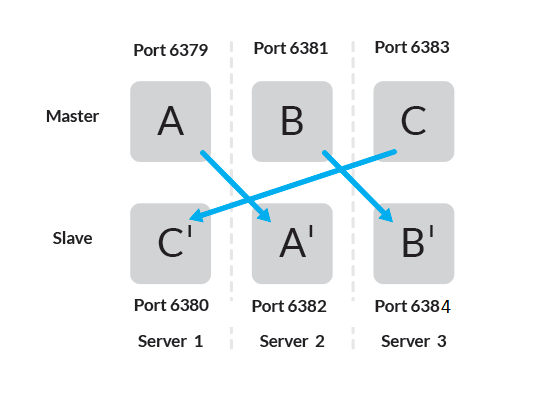 Port 6379
Port 6381
Port 6383
Master
A
B
C
Slave
C'
A'
B'
Port 6380
Port 6382
Port 6384
Server 1
Server 2
Server 3